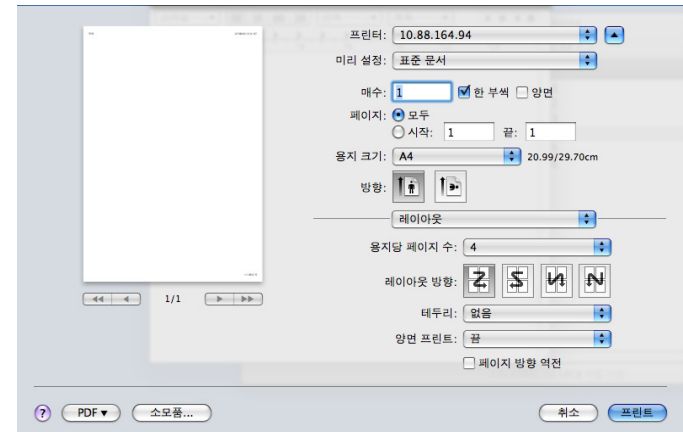 프린터: 10.88.164.94
미리 설정: 표준 문서
매수: 1 한 부씩 양면
페이지: 모두
시작: 1 끝: 1
용지 크기: A4 20.99/29.70cm
방향:
레이아웃
용지당 페이지 수: 4
레이아웃 방향:
1/1
테두리: 없음
양면 프린트: 끔
페이지 방향 역전
? PDF▼ 소모품... 취소 프린트